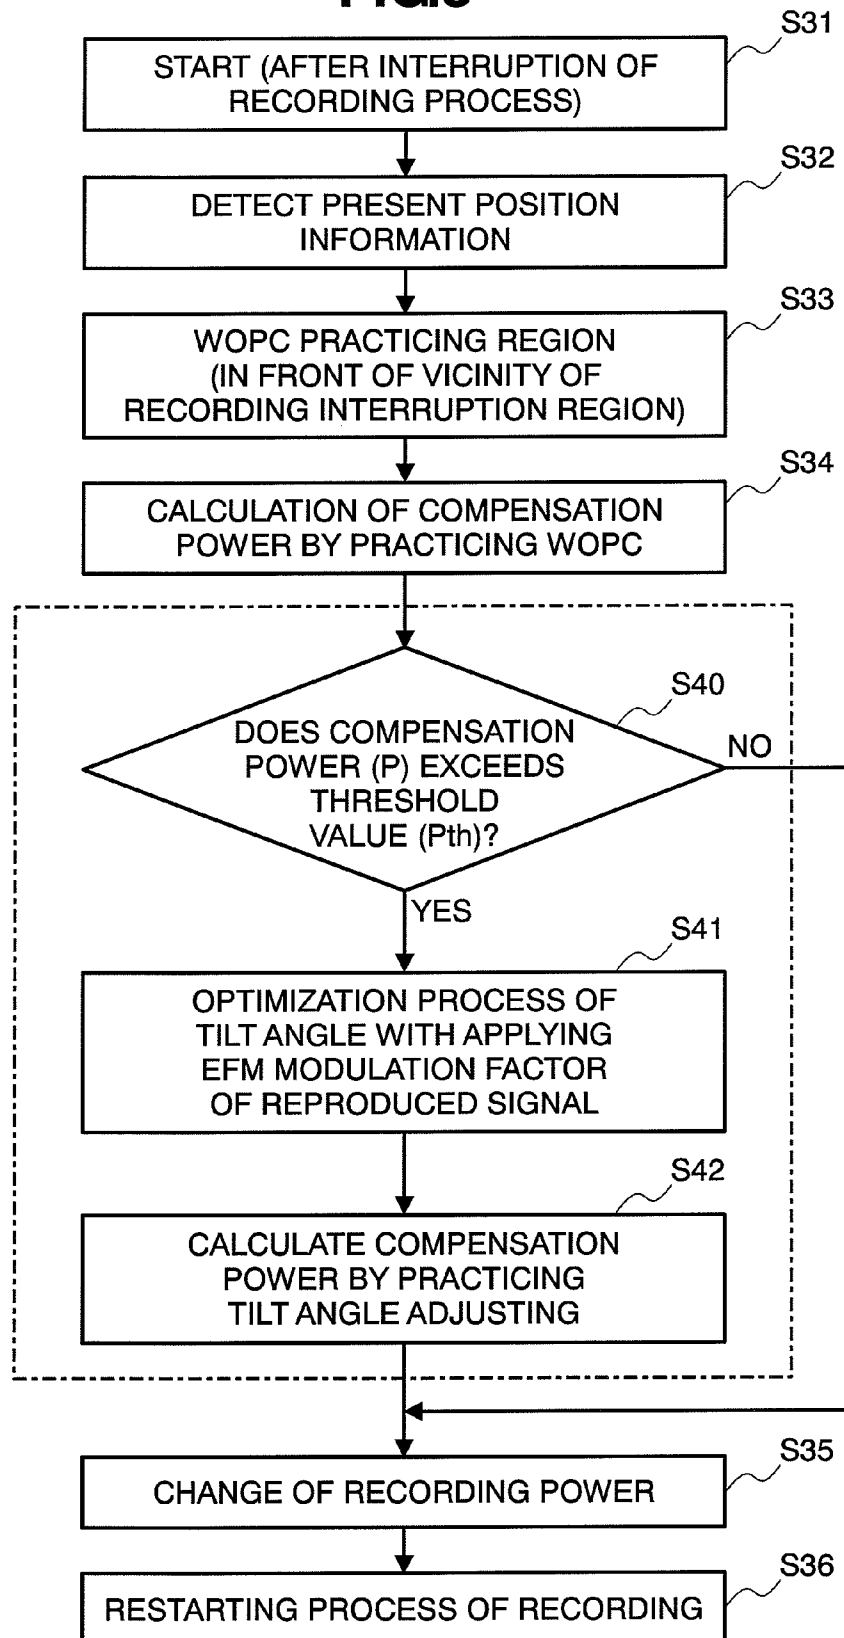 S31
START (AFTER INTERRUPTION OF
RECORDING PROCESS)
S32
DETECT PRESENT POSITION
INFORMATION
S33
WOPC PRACTICING REGION
(IN FRONT OF VICINITY OF
RECORDING INTERRUPTION REGION)
S34
CALCULATION OF COMPENSATION
POWER BY PRACTICING WOPC
S40
DOES COMPENSATION
POWER (P) EXCEEDS
THRESHOLD
VALUE (Pth)?
NO
YES
S41
OPTIMIZATION PROCESS OF
TILT ANGLE WITH APPLYING
EFM MODULATION FACTOR
OF REPRODUCED SIGNAL
S42
CALCULATE COMPENSATION
POWER BY PRACTICING
TILT ANGLE ADJUSTING
S35
CHANGE OF RECORDING POWER
S36
RESTARTING PROCESS OF RECORDING